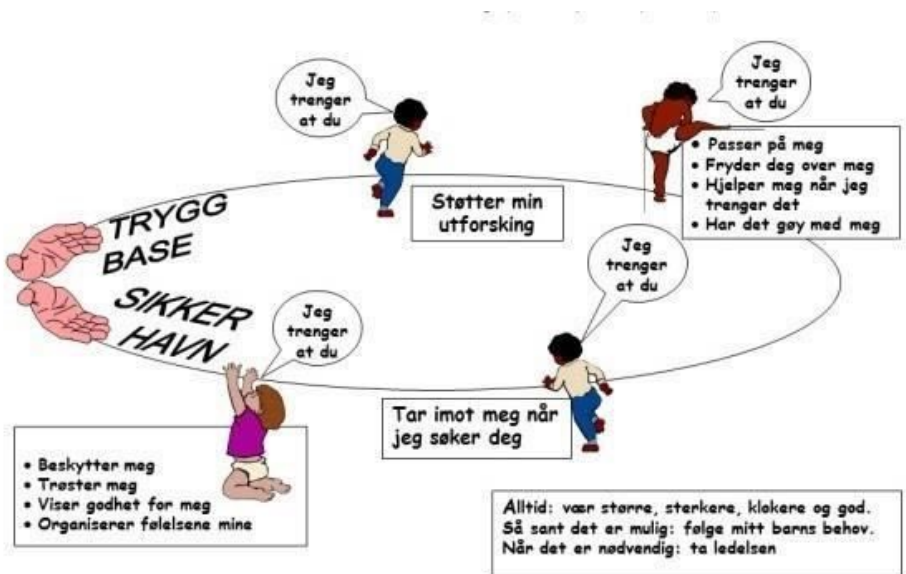 Jeg
trenger
at du
Jeg
trenger
at du
• Passer på meg
• Fryder deg over meg
• Hjelper meg når jeg
trenger det
• Har det gøy med meg
Støtter min
utforsking
TRYGG
BASE
SIKKER
HAVN
Jeg
trenger
at du
Jeg
trenger
at du
Tar imot meg når
jeg søker deg
• Beskytter meg
• Trøster meg
• Viser godhet for meg
• Organiserer følelsene mine
Alltid: vær større, sterkere, klokere og god.
Så sant det er mulig: følge mitt barns behov.
Når det er nødvendig: ta ledelsen